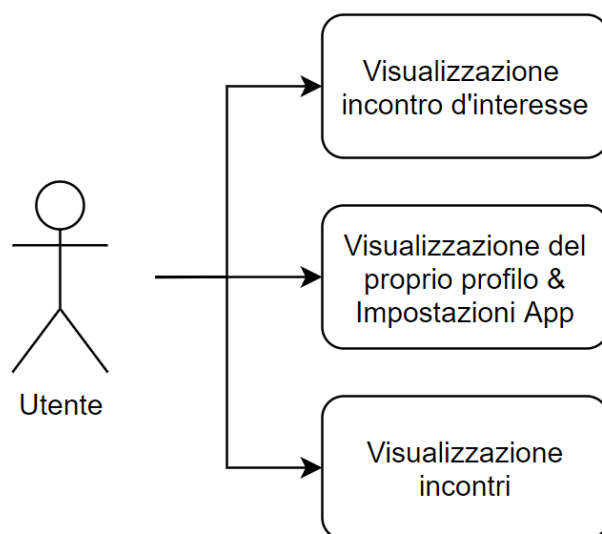 Visualizzazione
incontro d'interesse
Visualizzazione del
proprio profilo &
Impostazioni App
Utente
Visualizzazione
incontri